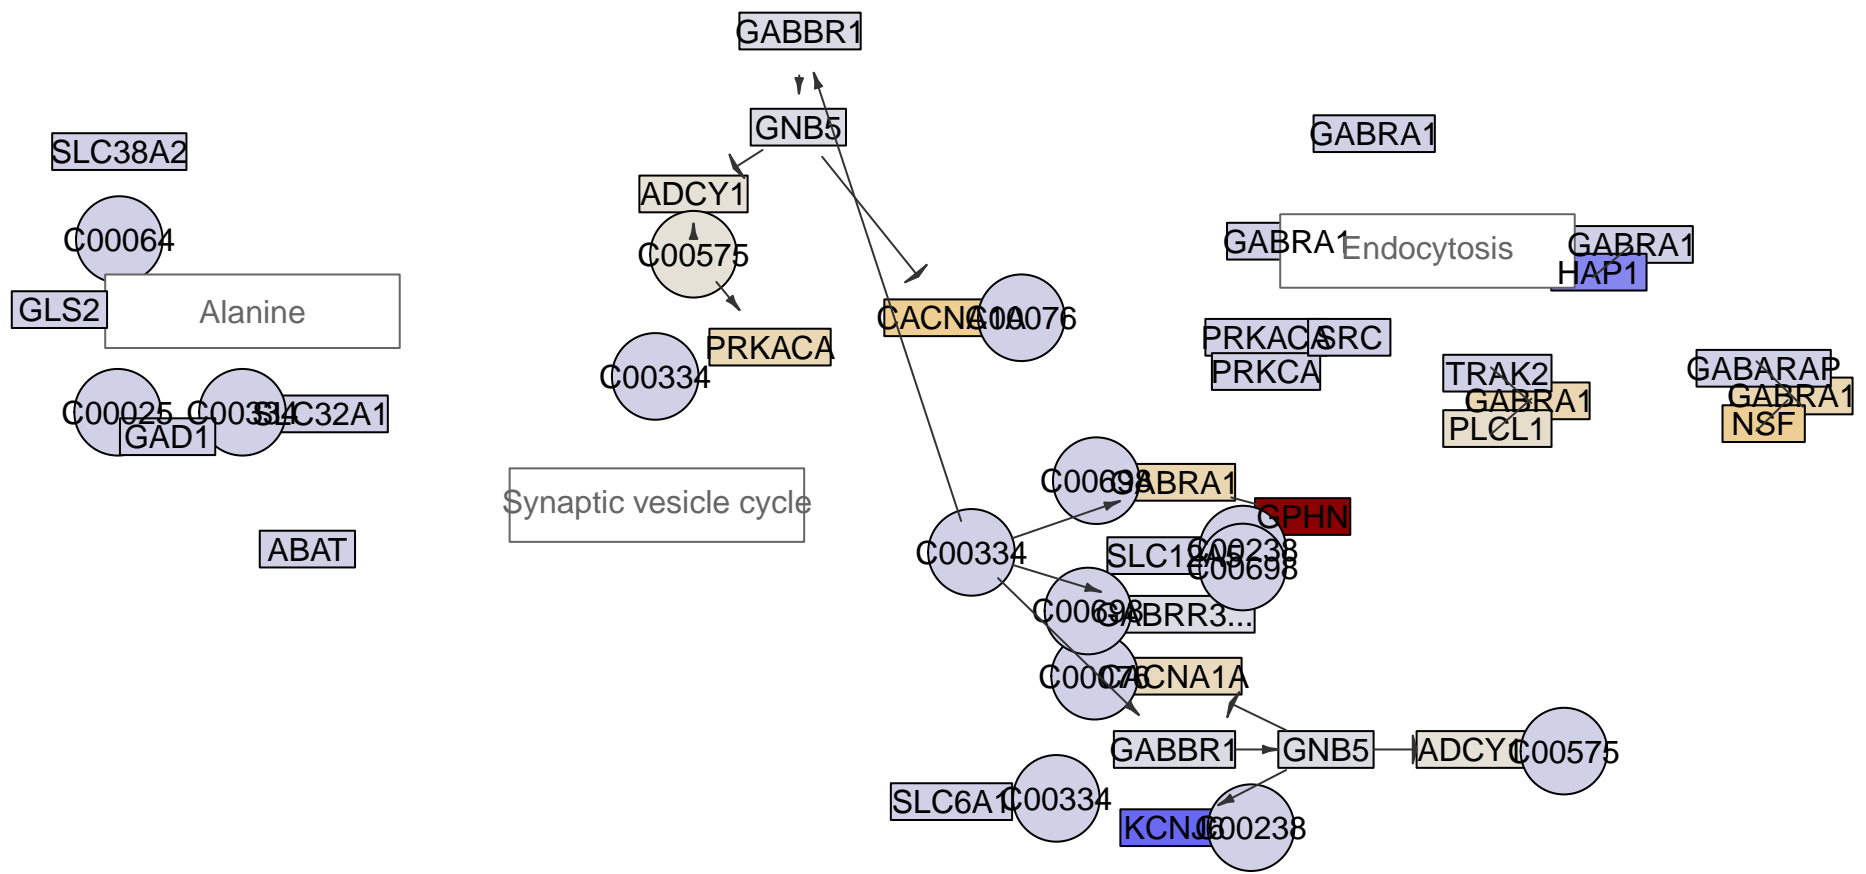 GABBR1
GNB5
SLC38A2
GABRA1
ADCY1
C00064
C00575
GABRA1
Endocytosis
GABRA1
HAP1
GLS2
Alanine
CACNA1A
C00076
PRKACA
SRC
PRKACA
C00334
PRKCA
TRAK2
GABARAP
GABRA1
GABRA1
C00025
C00334
SLC32A1
GAD1
PLCL1
NSF
C00698
GABRA1
Synaptic vesicle cycle
GPHN
ABAT
C00334
SLC12A5
C00238
C00698
C00698
GABRR3...
C00076
CACNA1A
GABBR1
GNB5
ADCY1
C00575
SLC6A1
C00334
KCNJ6
C00238